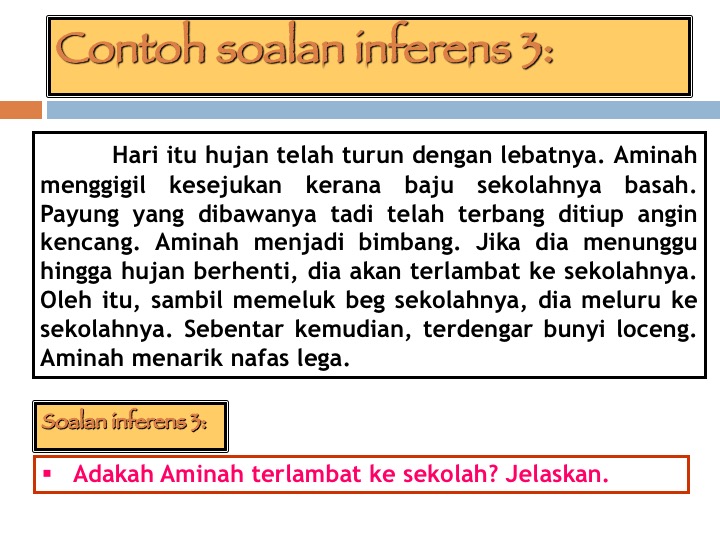 Contoh soalan inferens 3:
Hari itu hujan telah turun dengan lebatnya. Aminah
menggigil kesejukan kerana baju sekolahnya basah.
Payung yang dibawanya tadi telah terbang ditiup angin
kencang. Aminah menjadi bimbang. Jika dia menunggu
hingga hujan berhenti, dia akan terlambat ke sekolahnya.
Oleh itu, sambil memeluk beg sekolahnya, dia meluru ke
sekolahnya. Sebentar kemudian, terdengar bunyi loceng.
Aminah menarik nafas lega.
Soalan inferens 3:
▪ Adakah Aminah terlambat ke sekolah? Jelaskan.